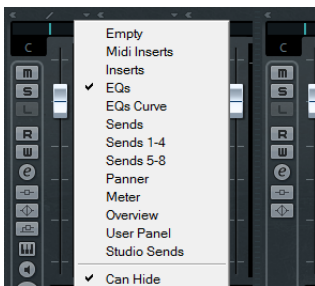 C
C
Empty
Midi Inserts
Inserts
EQs
EQs Curve
Sends
Sends 1-4
Sends 5-8
Panner
Meter
Overview
User Panel
Studio Sends
Can Hide
m
S
L
R
W
e
m
S
L
R
W
e